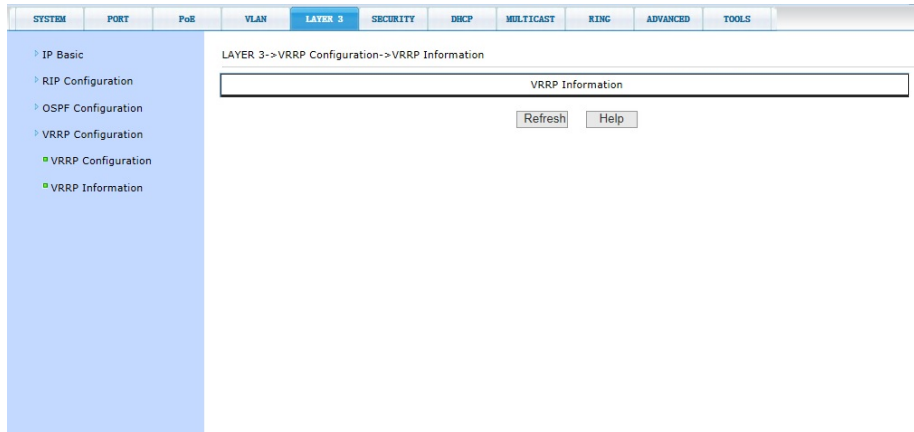 SYSTEM PORT PoE VLAN LAYER 3 SECURITY DHCP MULTICAST RING ADVANCED TOOLS
IP Basic
RIP Configuration
OSPF Configuration
VRRP Configuration
VRRP Configuration
VRRP Information
LAYER 3->VRRP Configuration->VRRP Information
VRRP Information
Refresh Help